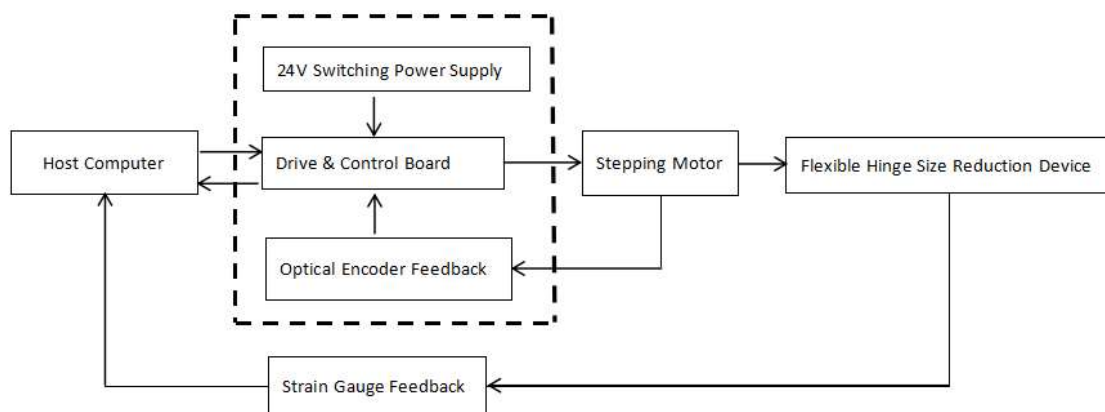 24V Switching Power Supply
Host Computer
Drive & Control Board
Stepping Motor
Flexible Hinge Size Reduction Device
Optical Encoder Feedback
Strain Gauge Feedback